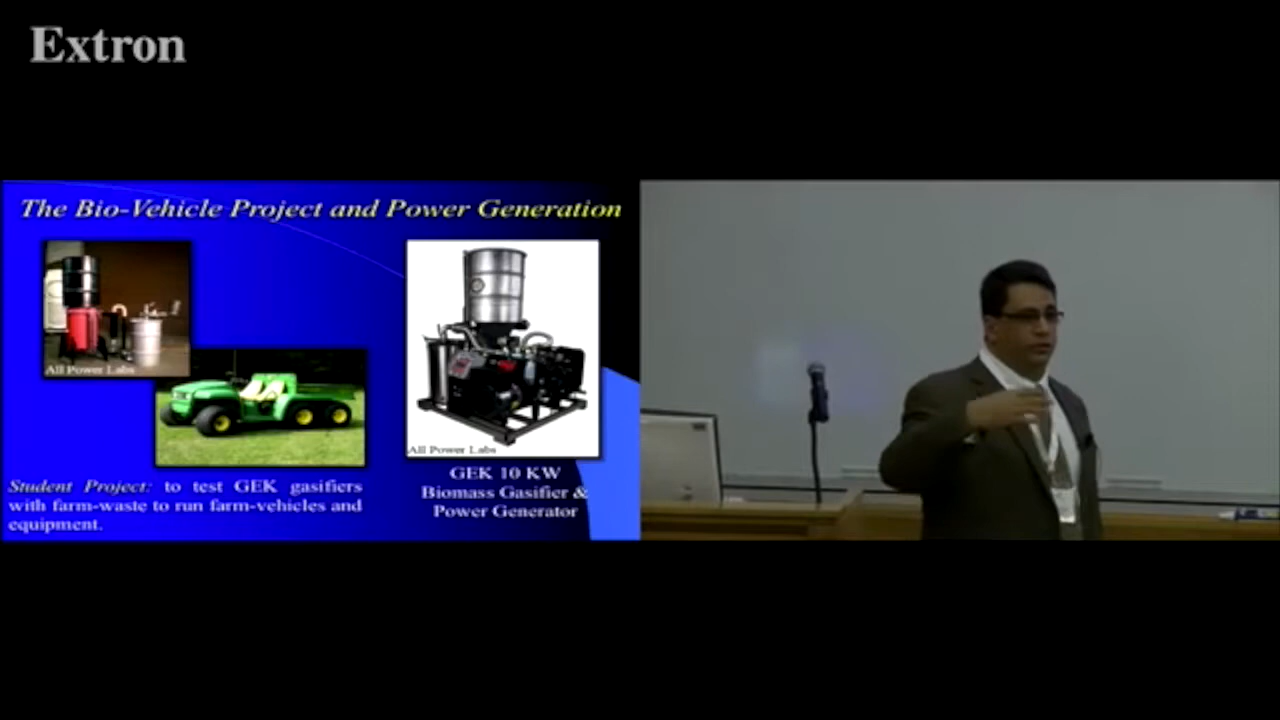 Extron
The Bio-Vehicle Project and Power Generation
All Power Labs
All Power Labs
GEK 10 KW
Biomass Gasifier &
Power Generator
Student Project: to test GEK gasifiers
with farm-waste to run farm-vehicles and
equipment.